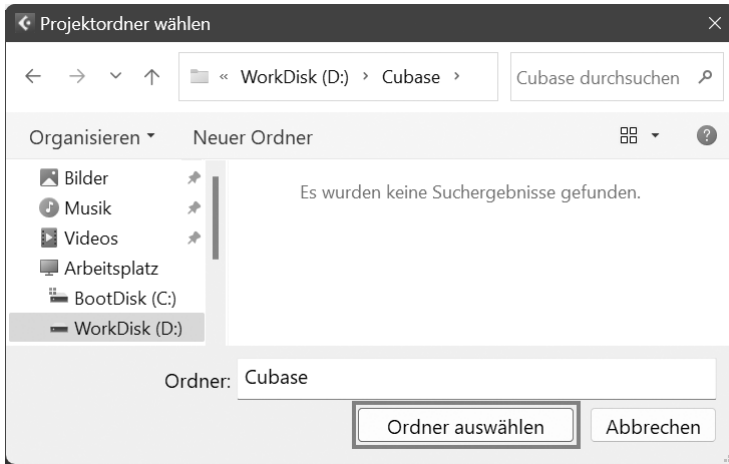 Projektordner wählen
« WorkDisk (D:) › Cubase › Cubase durchsuchen
Organisieren Neuer Ordner
Bilder
Musik
Videos
Arbeitsplatz
BootDisk (C:)
WorkDisk (D:)
Es wurden keine Suchergebnisse gefunden.
Ordner: Cubase
Ordner auswählen Abbrechen